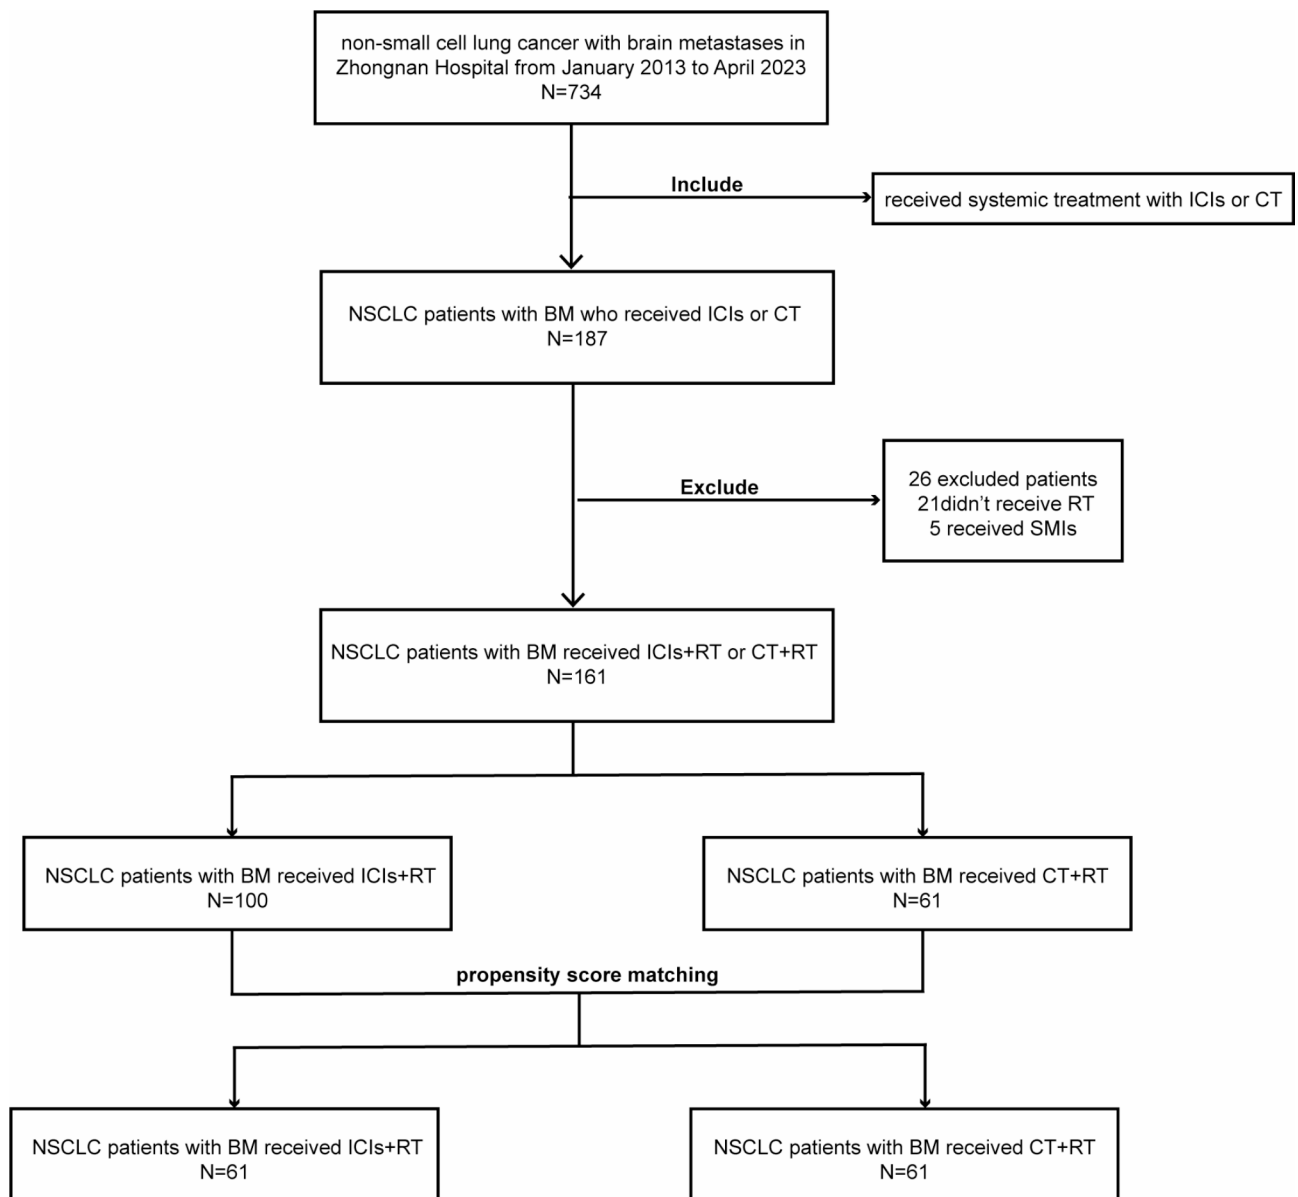 non-small cell lung cancer with brain metastases in
Zhongnan Hospital from January 2013 to April 2023
N=734
Include
received systemic treatment with ICIs or CT
NSCLC patients with BM who received ICIs or CT
N=187
Exclude
26 excluded patients
21didn’t receive RT
5 received SMIs
NSCLC patients with BM received ICIs+RT or CT+RT
N=161
NSCLC patients with BM received ICIs+RT
N=100
NSCLC patients with BM received CT+RT
N=61
propensity score matching
NSCLC patients with BM received ICIs+RT
N=61
NSCLC patients with BM received CT+RT
N=61